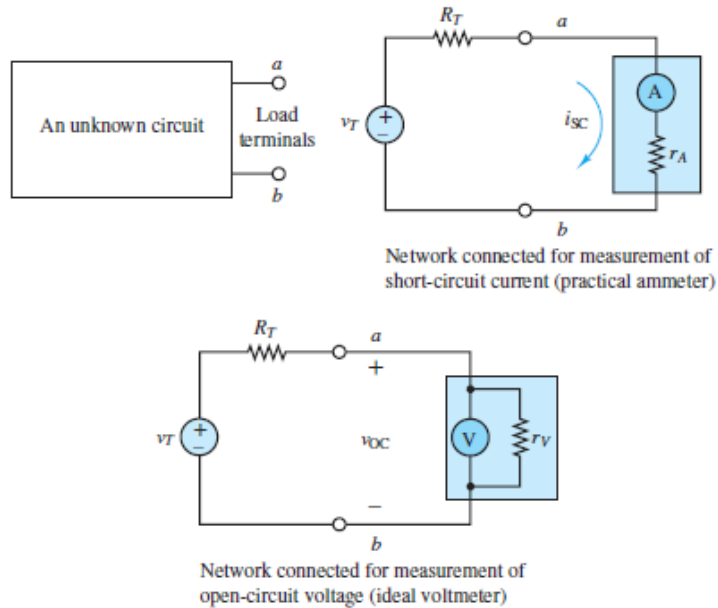 An unknown circuit
a
Load
terminals
b
R_T
a
v_T
+
−
i_SC
A
r_A
b
Network connected for measurement of
short-circuit current (practical ammeter)
R_T
a
+
v_T
+
−
v_OC
V
r_V
−
b
Network connected for measurement of
open-circuit voltage (ideal voltmeter)